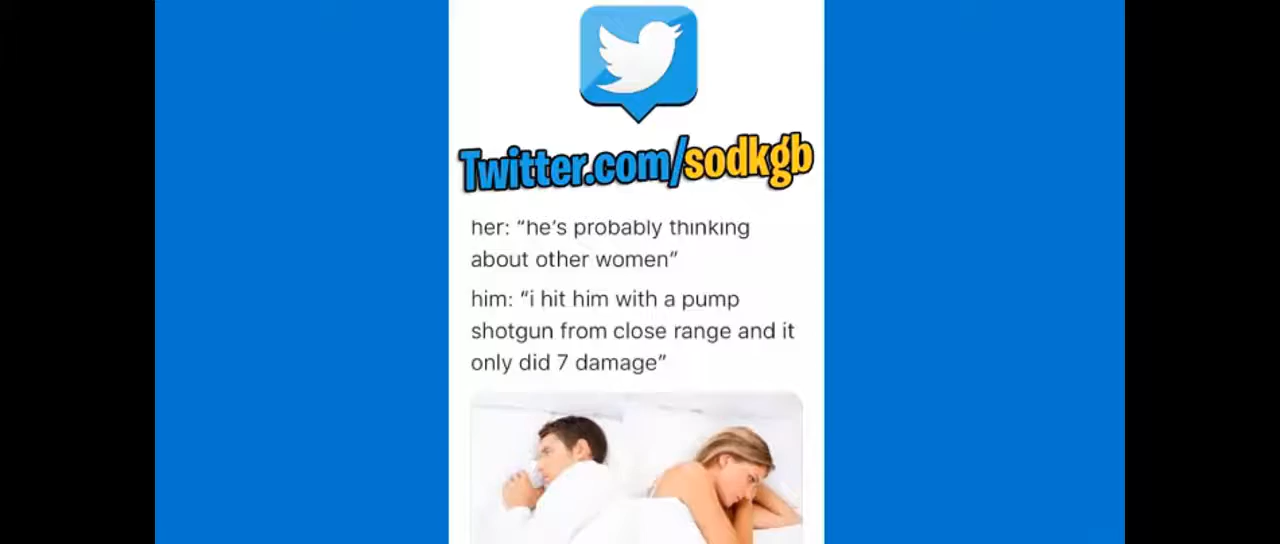 Twitter.com/sodkgb
her: “he’s probably thinking
about other women”
him: “i hit him with a pump
shotgun from close range and it
only did 7 damage”